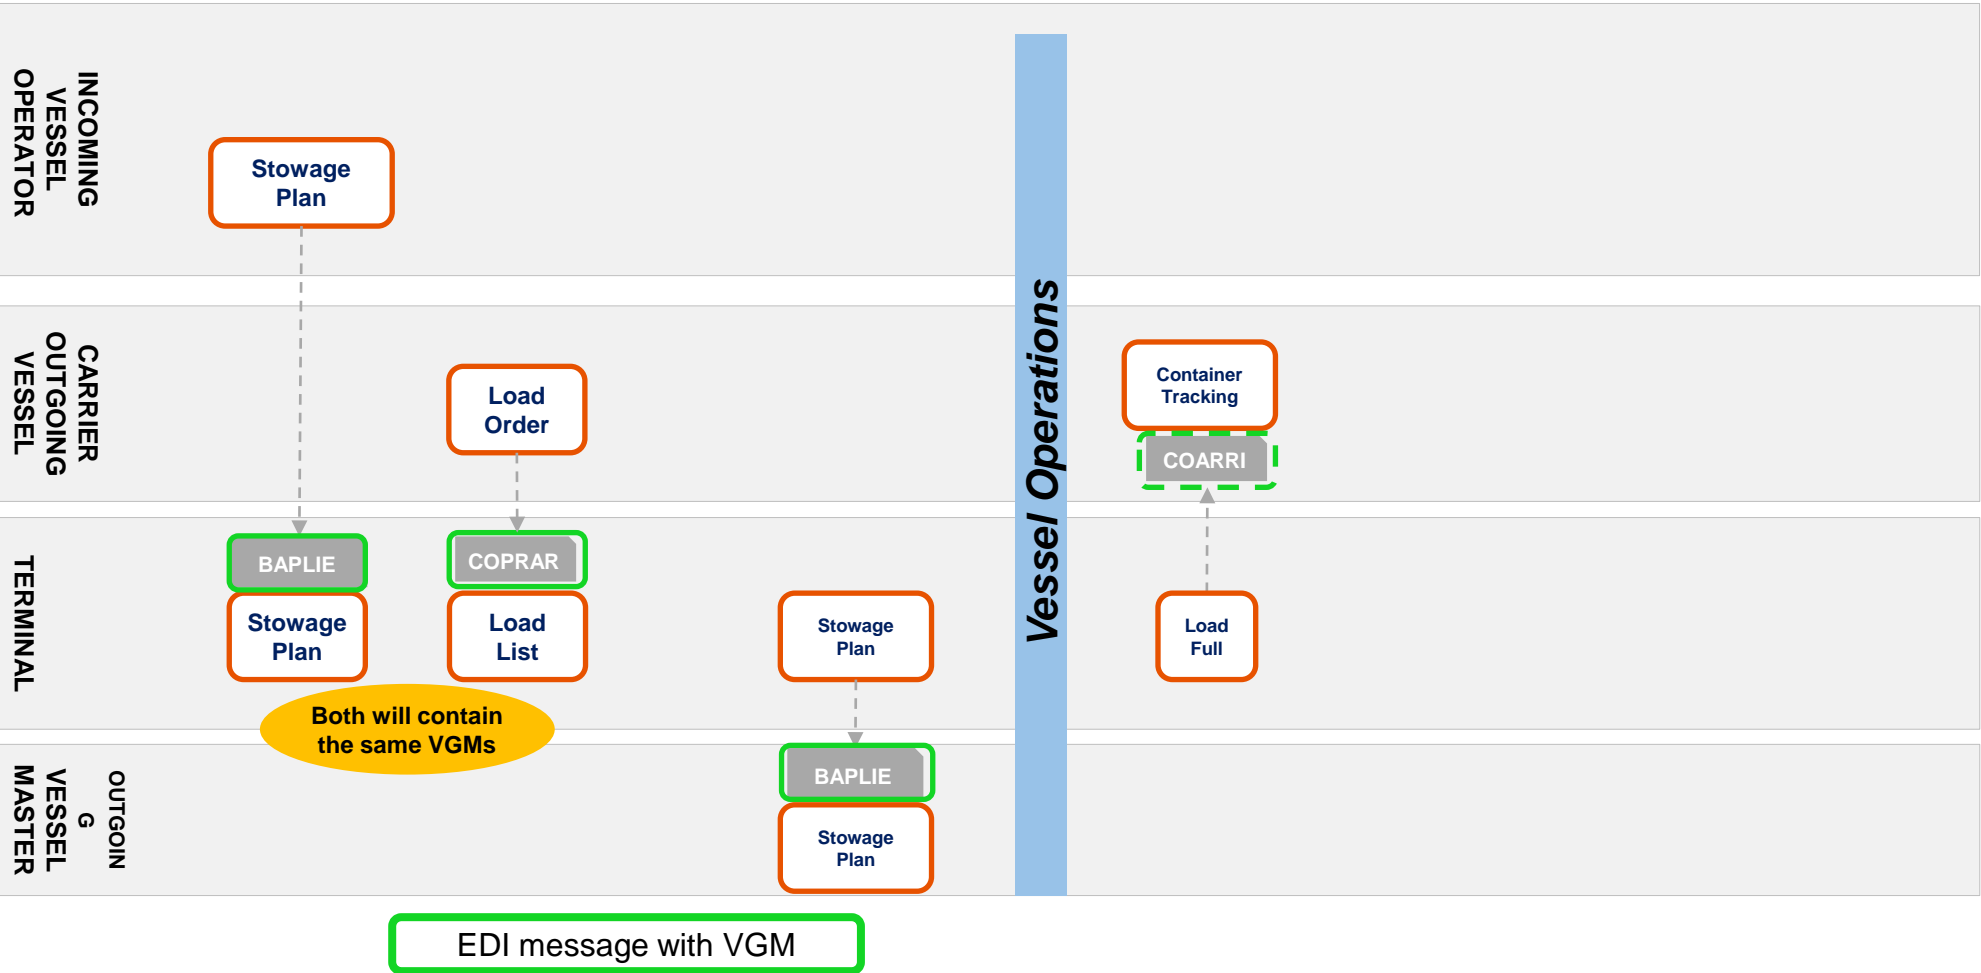 INCOMING
VESSEL
OPERATOR
Stowage
Plan
CARRIER
OUTGOING
VESSEL
Load
Order
Container
Tracking
COARRI
Vessel Operations
TERMINAL
BAPLIE
Stowage
Plan
COPRAR
Load
List
Stowage
Plan
Load
Full
Both will contain
the same VGMs
OUTGOIN
G
VESSEL
MASTER
BAPLIE
Stowage
Plan
EDI message with VGM